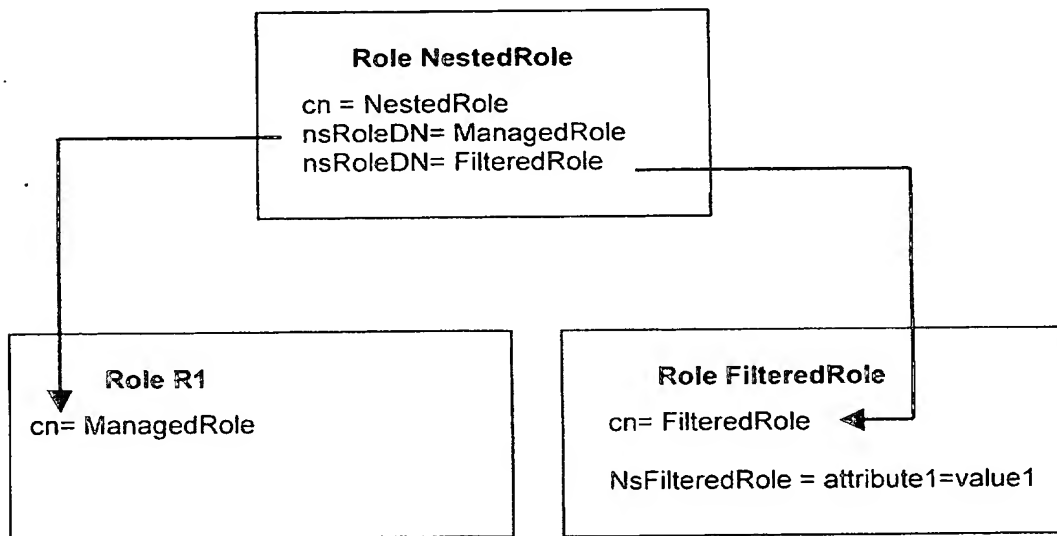 Role NestedRole
cn = NestedRole
nsRoleDN= ManagedRole
nsRoleDN= FilteredRole
Role R1
cn= ManagedRole
Role FilteredRole
cn= FilteredRole
NsFilteredRole = attribute1=value1